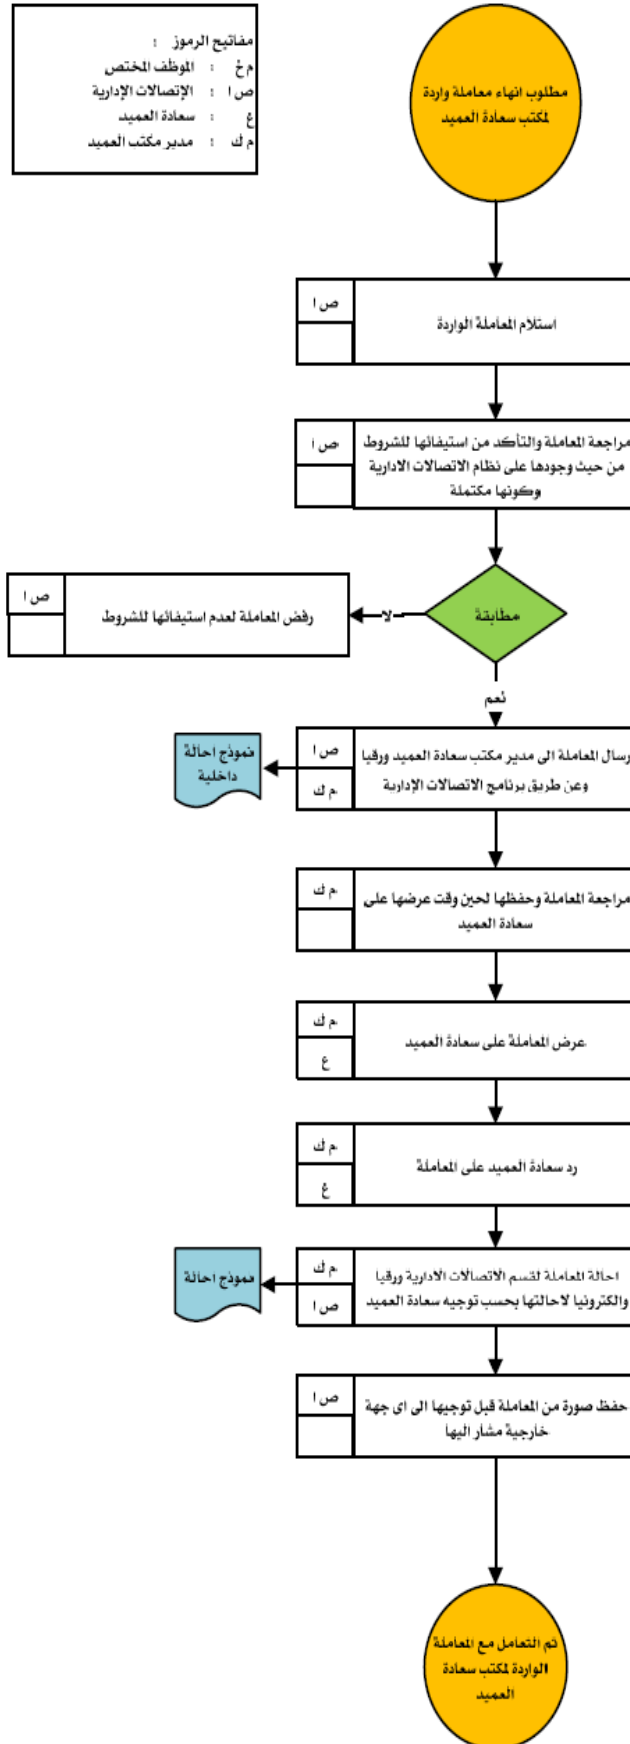 مفاتيح الرموز :
م خ : الموظف المختص
ص ا : الإتصالات الإدارية
ع : سعادة العميد
م ك : مدير مكتب العميد
مطلوب انهاء معاملة واردة
لمكتب سعادة العميد
ص ا
استلام المعاملة الواردة
ص ا
مراجعة المعاملة والتأكد من استيفائها للشروط
من حيث وجودها على نظام الاتصالات الادارية
وكونها مكتملة
مطابقة
لا
ص ا
رفض المعاملة لعدم استيفائها للشروط
نعم
رسال المعاملة الى مدير مكتب سعادة العميد ورقيا
وعن طريق برنامج الاتصالات الإدارية
ص ا
م ك
نموذج احالة
داخلية
مراجعة المعاملة وحفظها لحين وقت عرضها على
سعادة العميد
م ك
عرض المعاملة على سعادة العميد
م ك
ع
رد سعادة العميد على المعاملة
م ك
ع
احالة المعاملة لقسم الاتصالات الادارية ورقيا
والكترونيا لاحالتها بحسب توجيه سعادة العميد
م ك
ص ا
نموذج احالة
حفظ صورة من المعاملة قبل توجيها الى اى جهة
خارجية مشار اليها
ص ا
تم التعامل مع المعاملة
الواردة لمكتب سعادة
العميد